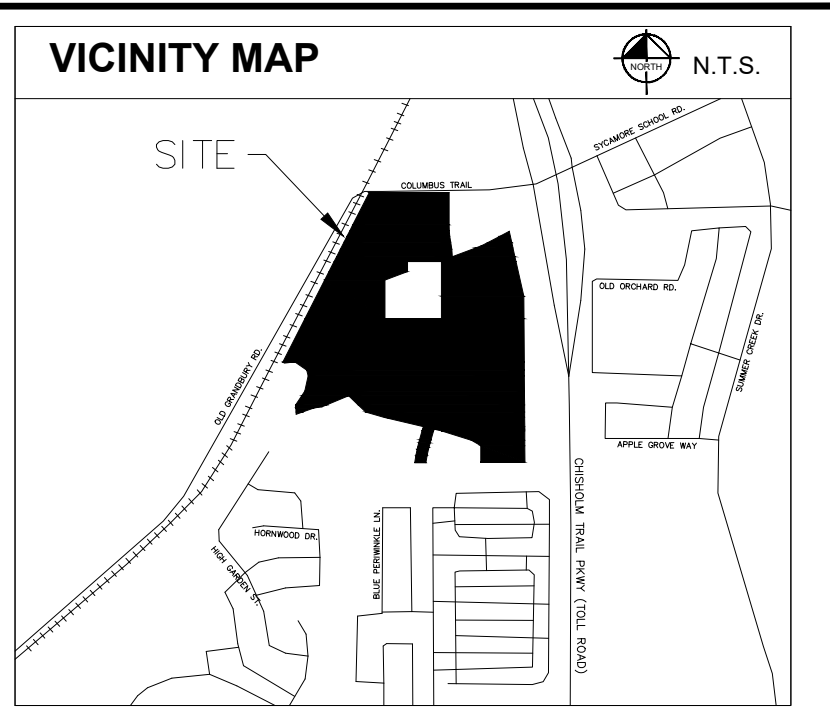 VICINITY MAP
NORTH
N.T.S.
SITE
SYCAMORE SCHOOL RD.
COLUMBUS TRAIL
OLD ORCHARD RD.
SUMMER CREEK DR.
OLD GRANDBURY RD.
APPLE GROVE WAY
CHISHOLM TRAIL PKWY (TOLL ROAD)
BLUE PERIWINKLE LN.
HORNWOOD DR.
HIGH GARDEN ST.